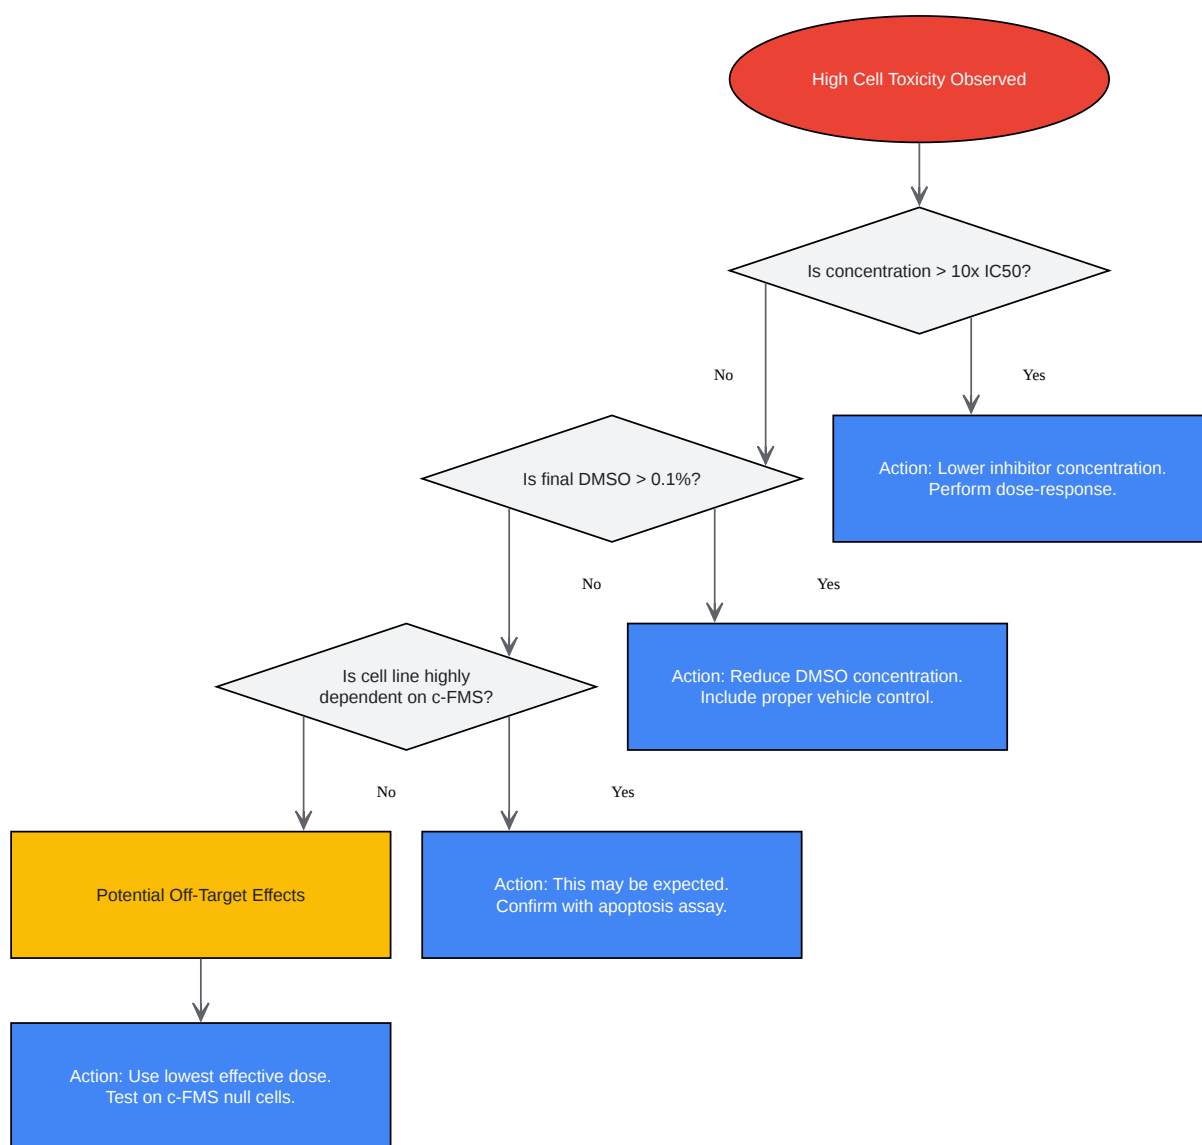 High Cell Toxicity Observed
Is concentration > 10x IC50?
No
Yes
Is final DMSO > 0.1%?
Action: Lower inhibitor concentration.
Perform dose-response.
No
Yes
Is cell line highly
dependent on c-FMS?
Action: Reduce DMSO concentration.
Include proper vehicle control.
No
Yes
Potential Off-Target Effects
Action: This may be expected.
Confirm with apoptosis assay.
Action: Use lowest effective dose.
Test on c-FMS null cells.